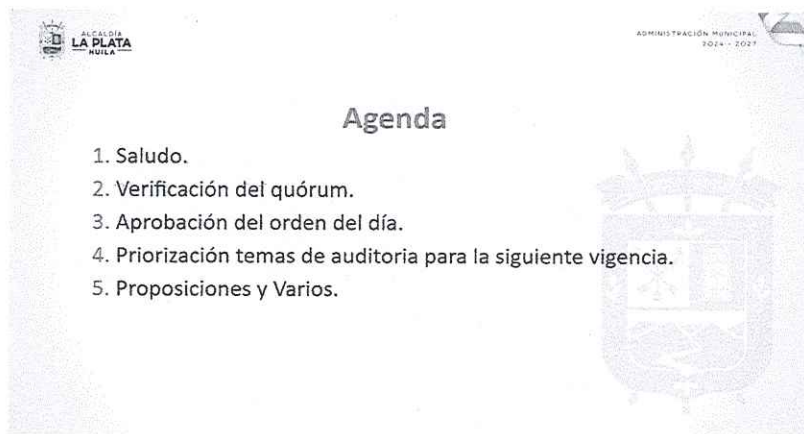 ALCALDÍA
LA PLATA
HUILA
ADMINISTRACIÓN MUNICIPAL
2024 - 2027
Agenda
1. Saludo.
2. Verificación del quórum.
3. Aprobación del orden del día.
4. Priorización temas de auditoria para la siguiente vigencia.
5. Proposiciones y Varios.